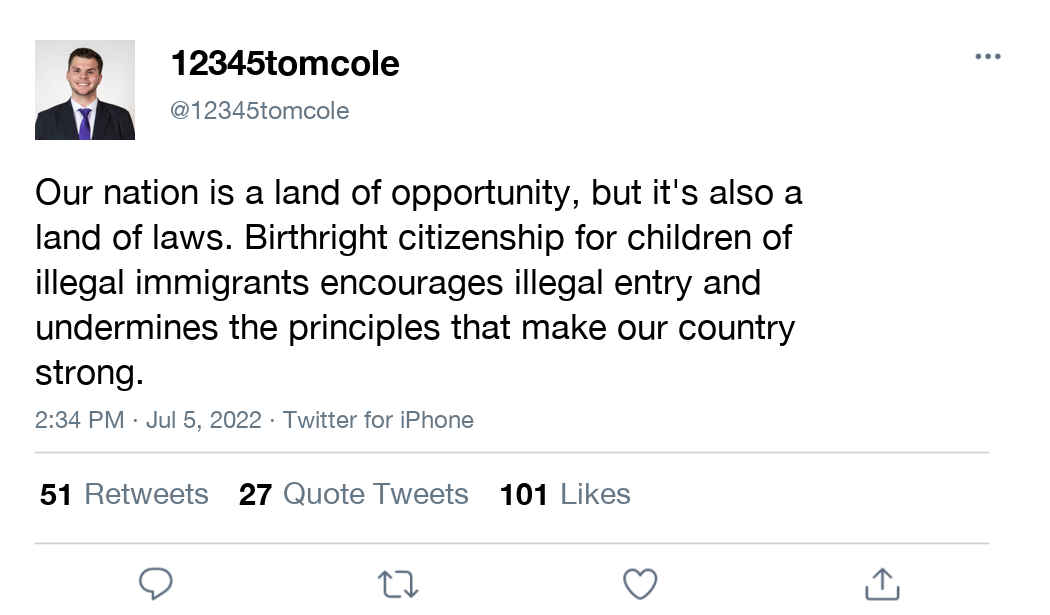 12345tomcole
@12345tomcole
Our nation is a land of opportunity, but it's also a
land of laws. Birthright citizenship for children of
illegal immigrants encourages illegal entry and
undermines the principles that make our country
strong.
2:34 PM · Jul 5, 2022 · Twitter for iPhone
51 Retweets 27 Quote Tweets 101 Likes